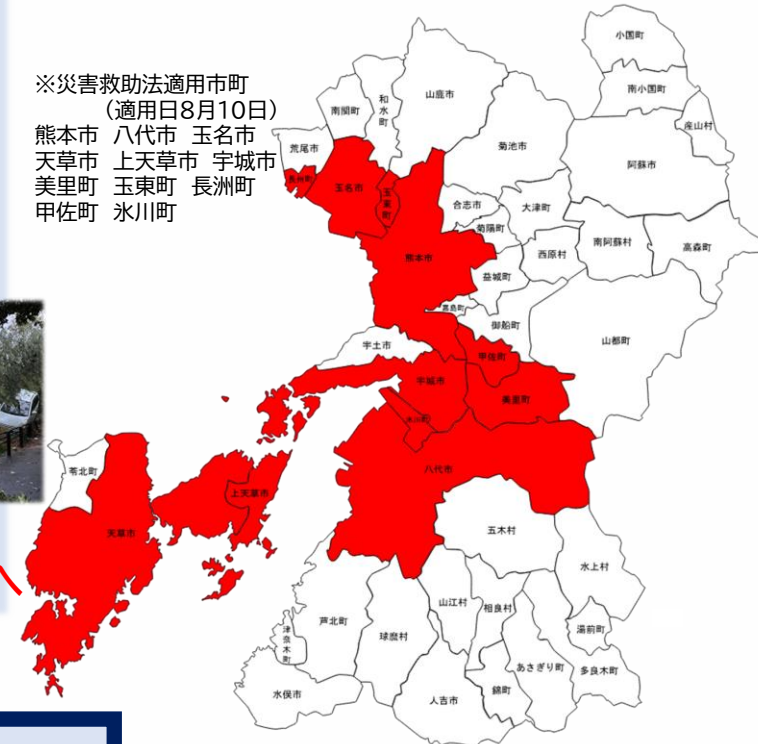 ※災害救助法適用市町
(適用日8月10日)
熊本市 八代市 玉名市
天草市 上天草市 宇城市
美里町 玉東町 長洲町
甲佐町 氷川町
小国町
南小国町
産山村
山鹿市
和水町
南関町
荒尾市
菊池市
阿蘇市
長洲町
玉名市
玉東町
合志市
大津町
菊陽町
熊本市
西原村
南阿蘇村
高森町
益城町
嘉島町
御船町
山都町
宇土市
甲佐町
宇城市
美里町
氷川町
八代市
苓北町
上天草市
天草市
五木村
水上村
山江村
相良村
湯前町
芦北町
津奈木町
球磨村
あさぎり町
多良木町
水俣市
人吉市
錦町